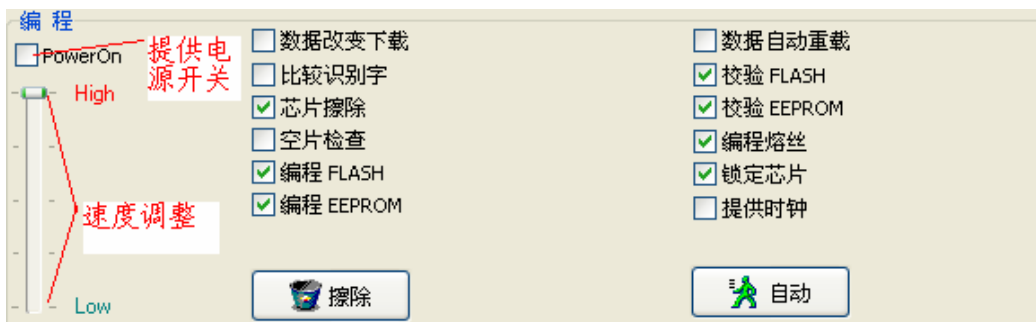 编 程
PowerOn
提供电
源开关
High
速度调整
Low
数据改变下载
比较识别字
芯片擦除
空片检查
编程 FLASH
编程 EEPROM
擦除
数据自动重载
校验 FLASH
校验 EEPROM
编程熔丝
锁定芯片
提供时钟
自动